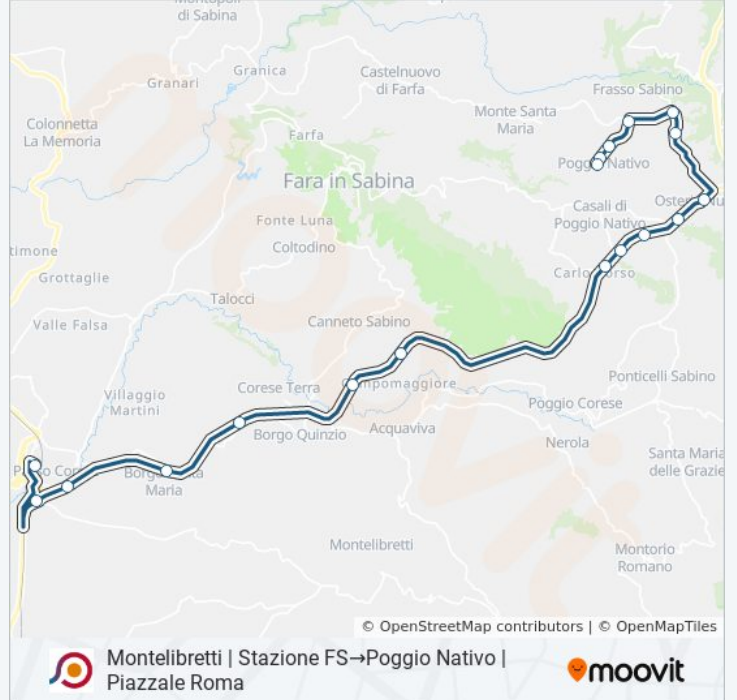 Montopoli
di Sabina
Granari
Granica
Castelnuovo
di Farfa
Frasso Sabino
Colonnetta
La Memoria
Monte Santa
Maria
Farfa
Poggio Nativo
Fara in Sabina
Casali di
Poggio Nativo
Fonte Luna
Coltodino
timone
Grottaglie
Carlo
Talocci
Valle Falsa
Canneto Sabino
Corese Terra
Campomaggiore
Ponticelli Sabino
Villaggio
Martini
Poggio Corese
Borgo Quinzio
Acquaviva
Nerola
Santa Maria
delle Grazie
Maria
Montelibretti
Montorio
Romano
© OpenStreetMap contributors | © OpenMapTiles
Montelibretti | Stazione FS→Poggio Nativo |
Piazzale Roma
moovit